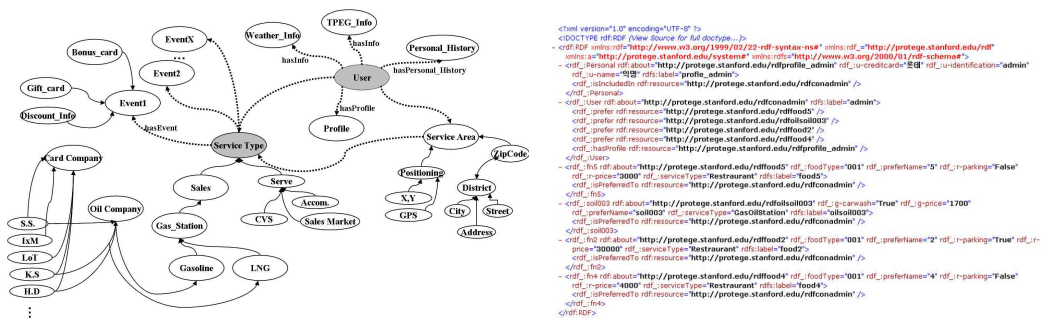 EventX
Weather_Info
TPEG_Info
Bonus_card
hasInfo
hasInfo
Personal_History
...
Event2
User
hasPersonal_History
Gift_card
Event1
hasProfile
Discount_Info
hasEvent
Profile
Service Area
Service Type
ZipCode
Card Company
Positioning
Sales
Serve
District
Oil Company
Accom.
X,Y
S.S.
CVS
Sales Market
GPS
City
Street
IxM
Gas_Station
Address
LoT
K.S
Gasoline
LNG
H.D
<?xml version="1.0" encoding="UTF-8" ?>
<!DOCTYPE rdf:RDF (View Source for full doctype...)>
- <rdf:RDF xmlns:rdf="http://www.w3.org/1999/02/22-rdf-syntax-ns#" xmlns:rdf_="http://protege.stanford.edu/rdf"
xmlns:a="http://protege.stanford.edu/system#" xmlns:rdfs="http://www.w3.org/2000/01/rdf-schema#">
- <rdf_:Personal rdf:about="http://protege.stanford.edu/rdfprofile_admin" rdf_:u-creditcard="롯데" rdf_:u-identification="admin"
rdf_:u-name="익명" rdfs:label="profle_admin">
<rdf_:isIncludedIn rdf:resource="http://protege.stanford.edu/rdfconadmin" />
</rdf_:Personal>
- <rdf_:User rdf:about="http://protege.stanford.edu/rdfconadmin" rdfs:label="admin">
<rdf_:prefer rdf:resource="http://protege.stanford.edu/rdffood5" />
<rdf_:prefer rdf:resource="http://protege.stanford.edu/rdfoilsoil003" />
<rdf_:prefer rdf:resource="http://protege.stanford.edu/rdffood2" />
<rdf_:prefer rdf:resource="http://protege.stanford.edu/rdffood4" />
<rdf_:hasProfile rdf:resource="http://protege.stanford.edu/rdfprofile_admin" />
</rdf_:User>
- <rdf_:fn5 rdf:about="http://protege.stanford.edu/rdffood5" rdf_:foodType="001" rdf_:preferName="5" rdf_:r-parking="False"
rdf_:r-price="3000" rdf_:serviceType="Restraurant" rdfs:label="food5">
<rdf_:isPreferredTo rdf:resource="http://protege.stanford.edu/rdfconadmin" />
</rdf_:fn5>
- <rdf_:soil003 rdf:about="http://protege.stanford.edu/rdfoilsoil003" rdf_:g-carwash="True" rdf_:g-price="1700"
rdf_:preferName="soil003" rdf_:serviceType="GasOilStation" rdfs:label="oilsoil003">
<rdf_:isPreferredTo rdf:resource="http://protege.stanford.edu/rdfconadmin" />
</rdf_:soil003>
- <rdf_:fn2 rdf:about="http://protege.stanford.edu/rdffood2" rdf_:foodType="001" rdf_:preferName="2" rdf_:r-parking="True" rdf_:r-
price="30000" rdf_:serviceType="Restraurant" rdfs:label="food2">
<rdf_:isPreferredTo rdf:resource="http://protege.stanford.edu/rdfconadmin" />
</rdf_:fn2>
- <rdf_:fn4 rdf:about="http://protege.stanford.edu/rdffood4" rdf_:foodType="001" rdf_:preferName="4" rdf_:r-parking="False"
rdf_:r-price="4000" rdf_:serviceType="Restraurant" rdfs:label="food4">
<rdf_:isPreferredTo rdf:resource="http://protege.stanford.edu/rdfconadmin" />
</rdf_:fn4>
</rdf:RDF>